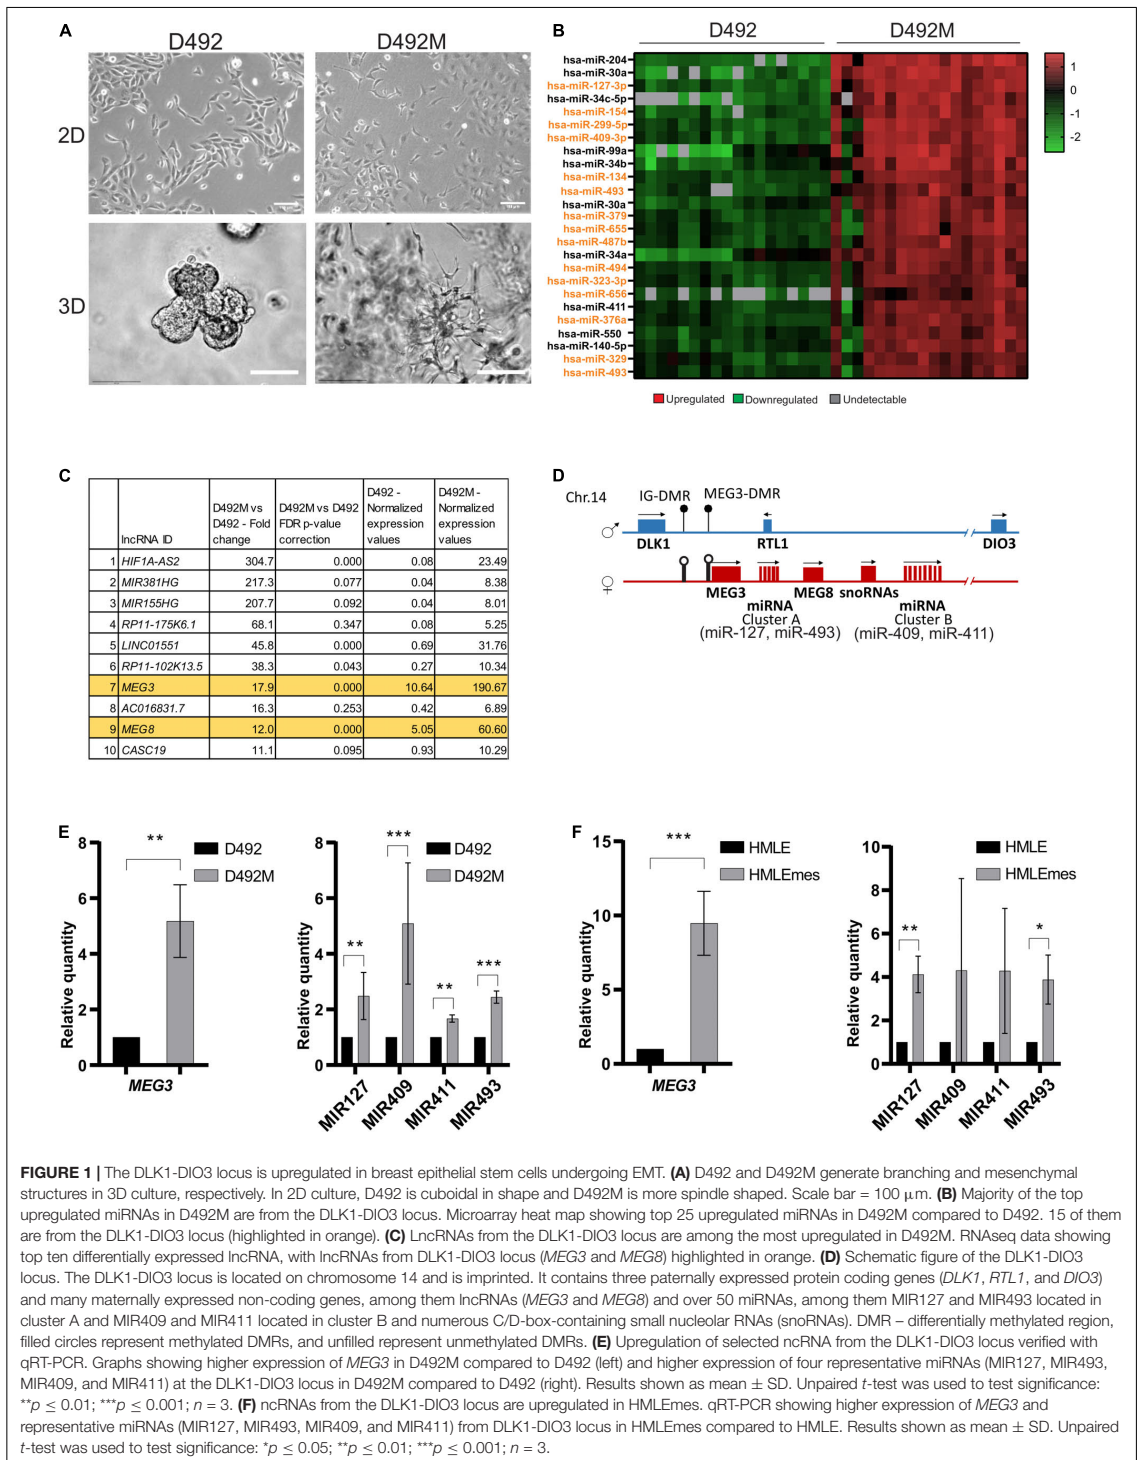 A
D492
D492M
2D
3D
B
D492
D492M
hsa-miR-204
hsa-miR-30a
hsa-miR-127-3p
hsa-miR-34c-5p
hsa-miR-154
hsa-miR-299-5p
hsa-miR-409-3p
hsa-miR-99a
hsa-miR-34b
hsa-miR-134
hsa-miR-493
hsa-miR-30a
hsa-miR-379
hsa-miR-655
hsa-miR-487b
hsa-miR-34a
hsa-miR-494
hsa-miR-323-3p
hsa-miR-656
hsa-miR-411
hsa-miR-376a
hsa-miR-550
hsa-miR-140-5p
hsa-miR-329
hsa-miR-493
1
0
-1
-2
Upregulated Downregulated Undetectable
C
lncRNA ID | D492M vs D492 - Fold change | D492M vs D492 FDR p-value correction | D492 - Normalized expression values | D492M - Normalized expression values
1 HIF1A-AS2 304.7 0.000 0.08 23.49
2 MIR381HG 217.3 0.077 0.04 8.38
3 MIR155HG 207.7 0.092 0.04 8.01
4 RP11-175K6.1 68.1 0.347 0.08 5.25
5 LINC01551 45.8 0.000 0.69 31.76
6 RP11-102K13.5 38.3 0.043 0.27 10.34
7 MEG3 17.9 0.000 10.64 190.67
8 AC016831.7 16.3 0.253 0.42 6.89
9 MEG8 12.0 0.000 5.05 60.60
10 CASC19 11.1 0.095 0.93 10.29
D
Chr.14
IG-DMR MEG3-DMR
♂
DLK1 RTL1 DIO3
♀
MEG3 MEG8 snoRNAs
miRNA Cluster A (miR-127, miR-493)
miRNA Cluster B (miR-409, miR-411)
E
Relative quantity
8
6
4
2
0
**
D492
D492M
MEG3
Relative quantity
8
6
4
2
0
** *** ** ***
D492
D492M
MIR127 MIR409 MIR411 MIR493
F
Relative quantity
15
10
5
0
***
HMLE
HMLEmes
MEG3
Relative quantity
10
8
6
4
2
0
** *
HMLE
HMLEmes
MIR127 MIR409 MIR411 MIR493
FIGURE 1 | The DLK1-DIO3 locus is upregulated in breast epithelial stem cells undergoing EMT. (A) D492 and D492M generate branching and mesenchymal
structures in 3D culture, respectively. In 2D culture, D492 is cuboidal in shape and D492M is more spindle shaped. Scale bar = 100 μm. (B) Majority of the top
upregulated miRNAs in D492M are from the DLK1-DIO3 locus. Microarray heat map showing top 25 upregulated miRNAs in D492M compared to D492. 15 of them
are from the DLK1-DIO3 locus (highlighted in orange). (C) LncRNAs from the DLK1-DIO3 locus are among the most upregulated in D492M. RNAseq data showing
top ten differentially expressed lncRNA, with lncRNAs from DLK1-DIO3 locus (MEG3 and MEG8) highlighted in orange. (D) Schematic figure of the DLK1-DIO3
locus. The DLK1-DIO3 locus is located on chromosome 14 and is imprinted. It contains three paternally expressed protein coding genes (DLK1, RTL1, and DIO3)
and many maternally expressed non-coding genes, among them lncRNAs (MEG3 and MEG8) and over 50 miRNAs, among them MIR127 and MIR493 located in
cluster A and MIR409 and MIR411 located in cluster B and numerous C/D-box-containing small nucleolar RNAs (snoRNAs). DMR – differentially methylated region,
filled circles represent methylated DMRs, and unfilled represent unmethylated DMRs. (E) Upregulation of selected ncRNA from the DLK1-DIO3 locus verified with
qRT-PCR. Graphs showing higher expression of MEG3 in D492M compared to D492 (left) and higher expression of four representative miRNAs (MIR127, MIR493,
MIR409, and MIR411) at the DLK1-DIO3 locus in D492M compared to D492 (right). Results shown as mean ± SD. Unpaired t-test was used to test significance:
**p ≤ 0.01; ***p ≤ 0.001; n = 3. (F) ncRNAs from the DLK1-DIO3 locus are upregulated in HMLEmes. qRT-PCR showing higher expression of MEG3 and
representative miRNAs (MIR127, MIR493, MIR409, and MIR411) from DLK1-DIO3 locus in HMLEmes compared to HMLE. Results shown as mean ± SD. Unpaired
t-test was used to test significance: *p ≤ 0.05; **p ≤ 0.01; ***p ≤ 0.001; n = 3.